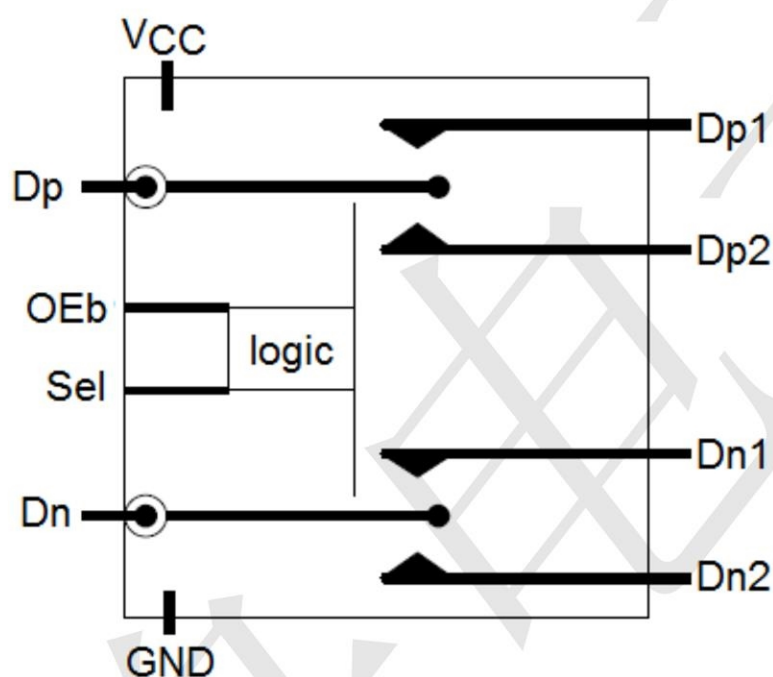 VCC
Dp1
Dp
Dp2
OEb
logic
Sel
Dn1
Dn
Dn2
GND